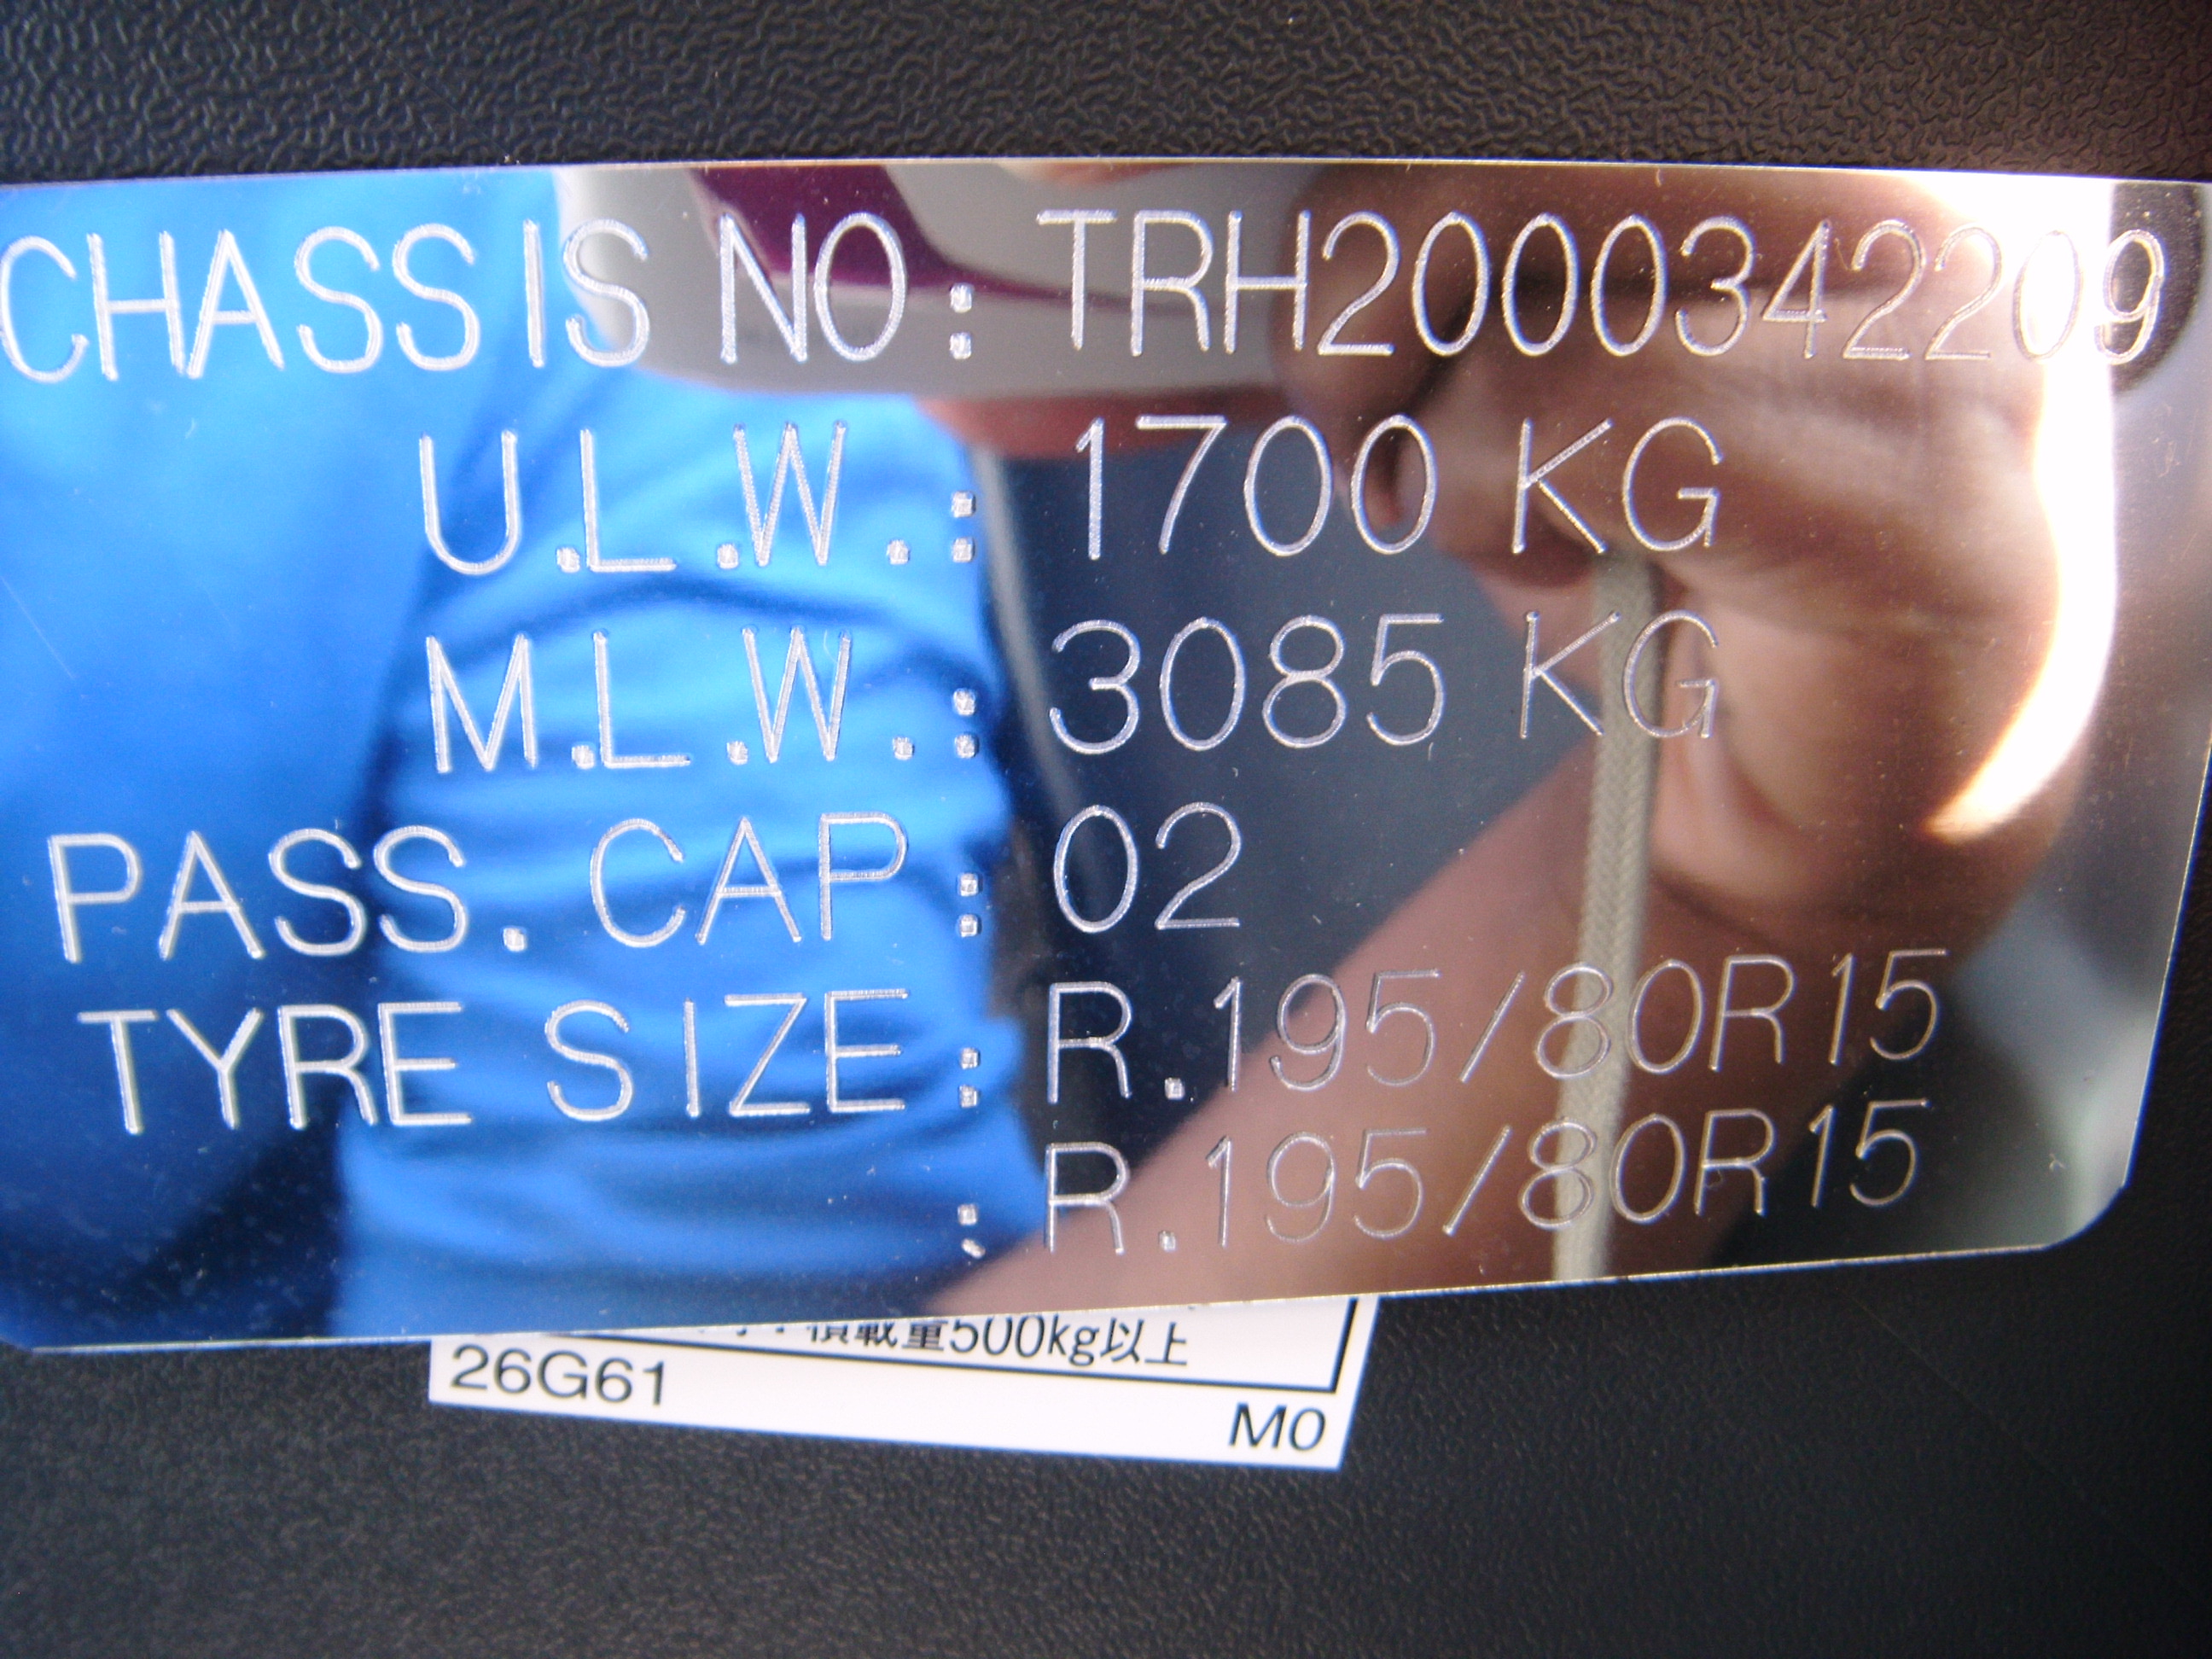 CHASSIS NO: TRH2000342209
U.L.W.: 1700 KG
M.L.W.: 3085 KG
PASS. CAP: 02
TYRE SIZE: R.195/80R15
: R.195/80R15
積載量500kg以上
26G61
M0